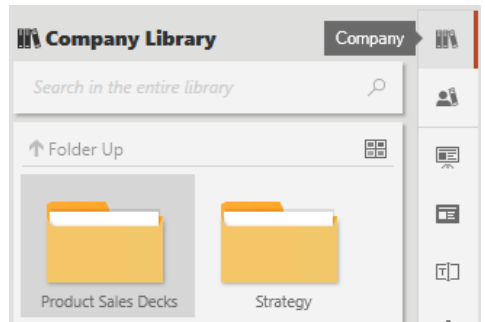 Company Library
Company
Search in the entire library
Folder Up
Product Sales Decks
Strategy